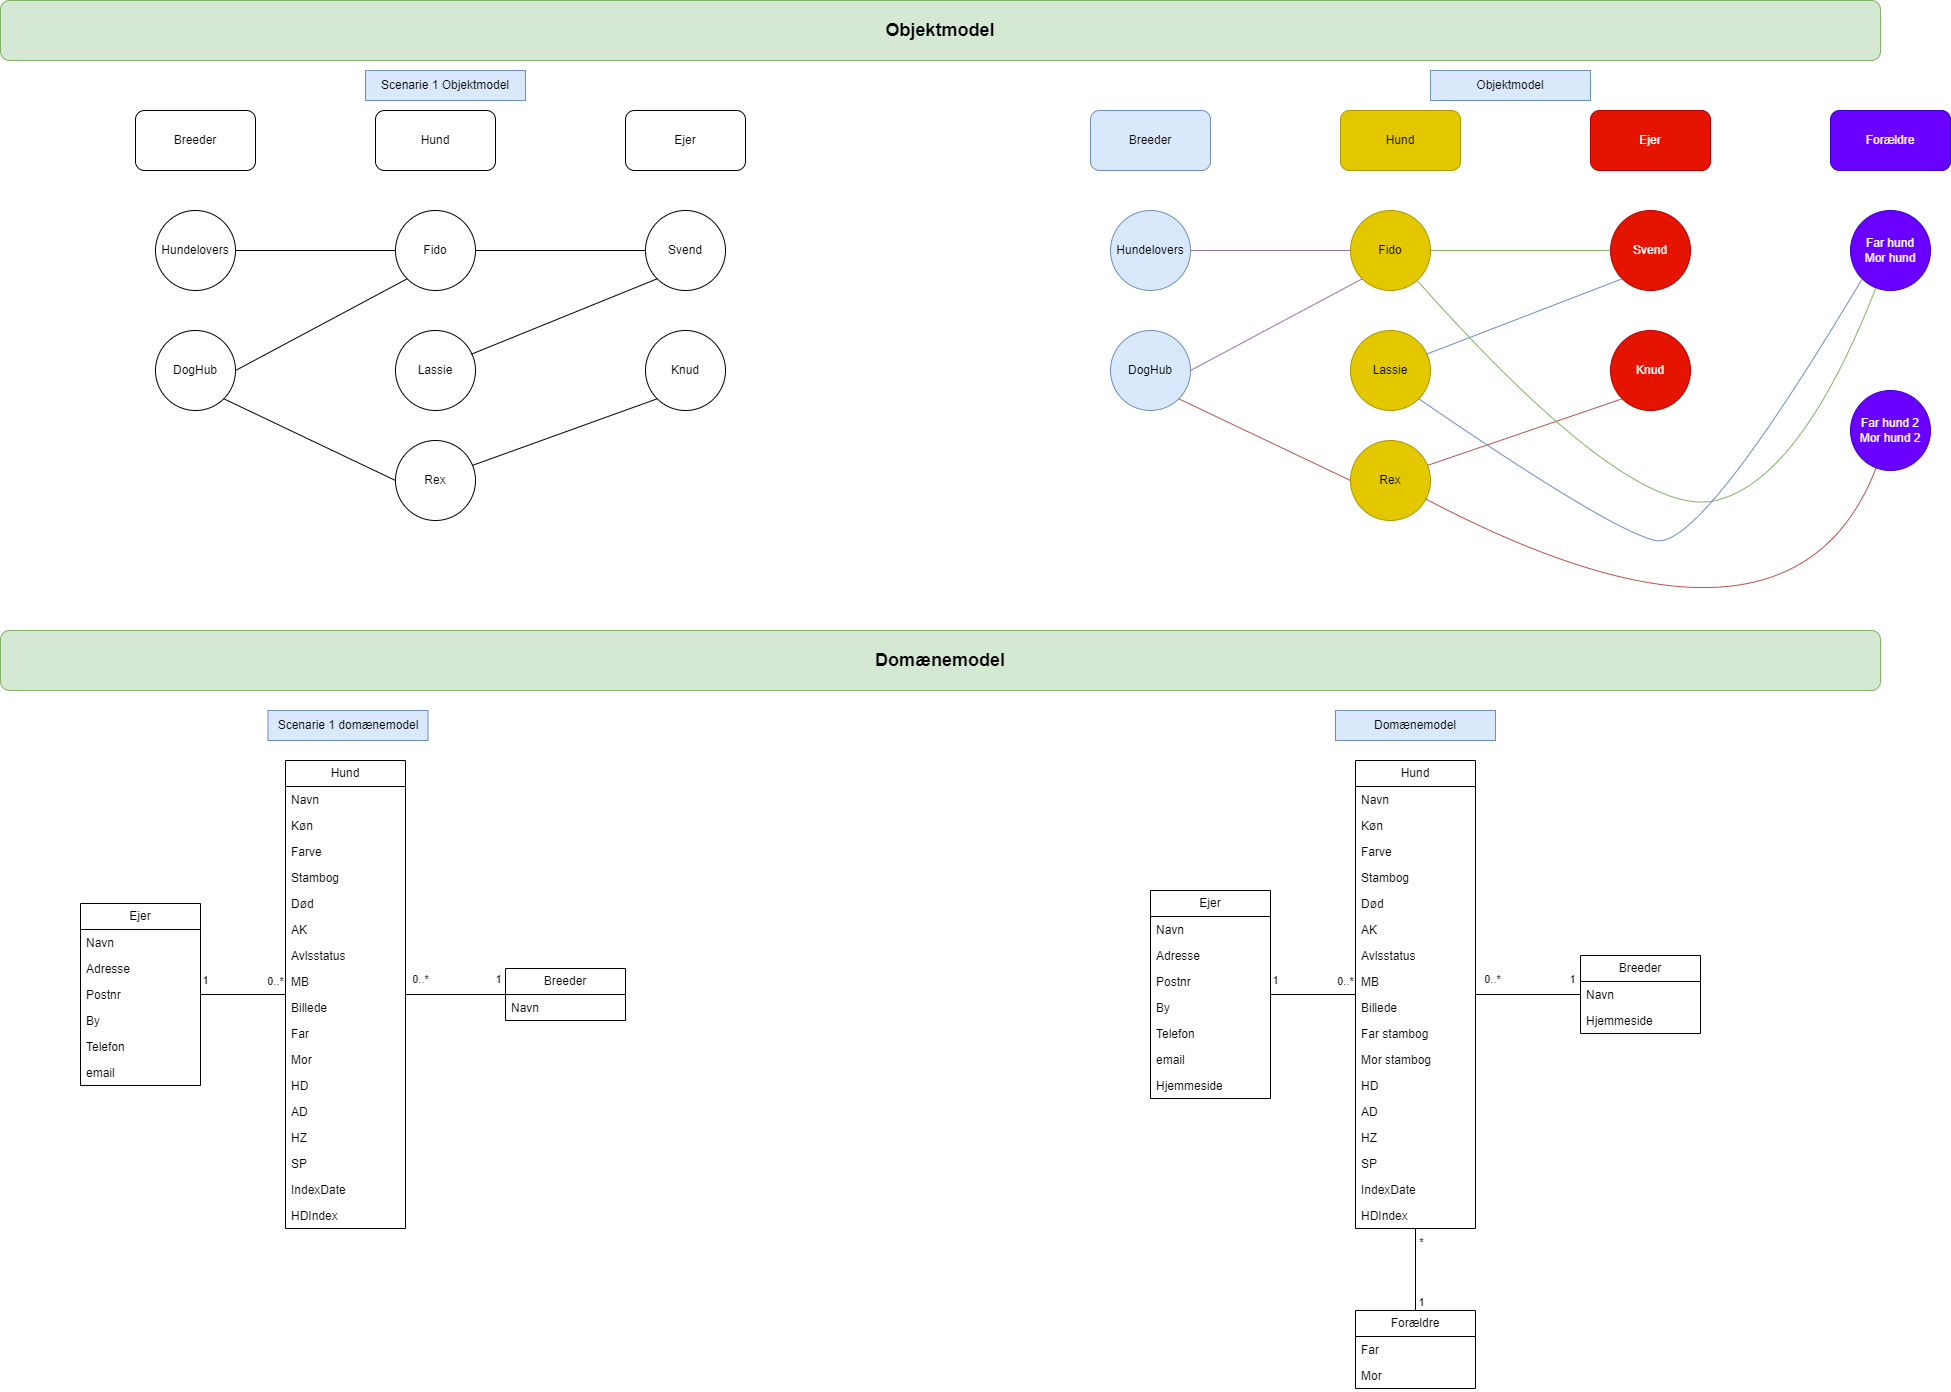 Objektmodel
Scenarie 1 Objektmodel
Breeder
Hund
Ejer
Hundelovers
Fido
Svend
DogHub
Lassie
Knud
Rex
Objektmodel
Breeder
Hund
Ejer
Forældre
Hundelovers
Fido
Svend
Far hund
Mor hund
DogHub
Lassie
Knud
Far hund 2
Mor hund 2
Rex
Domænemodel
Scenarie 1 domænemodel
Hund
Navn
Køn
Farve
Stambog
Død
AK
Avlsstatus
MB
Billede
Far
Mor
HD
AD
HZ
SP
IndexDate
HDIndex
Ejer
Navn
Adresse
Postnr
By
Telefon
email
1
0..*
0..*
1
Breeder
Navn
Domænemodel
Hund
Navn
Køn
Farve
Stambog
Død
AK
Avlsstatus
MB
Billede
Far stambog
Mor stambog
HD
AD
HZ
SP
IndexDate
HDIndex
Ejer
Navn
Adresse
Postnr
By
Telefon
email
Hjemmeside
1
0..*
0..*
1
Breeder
Navn
Hjemmeside
*
1
Forældre
Far
Mor